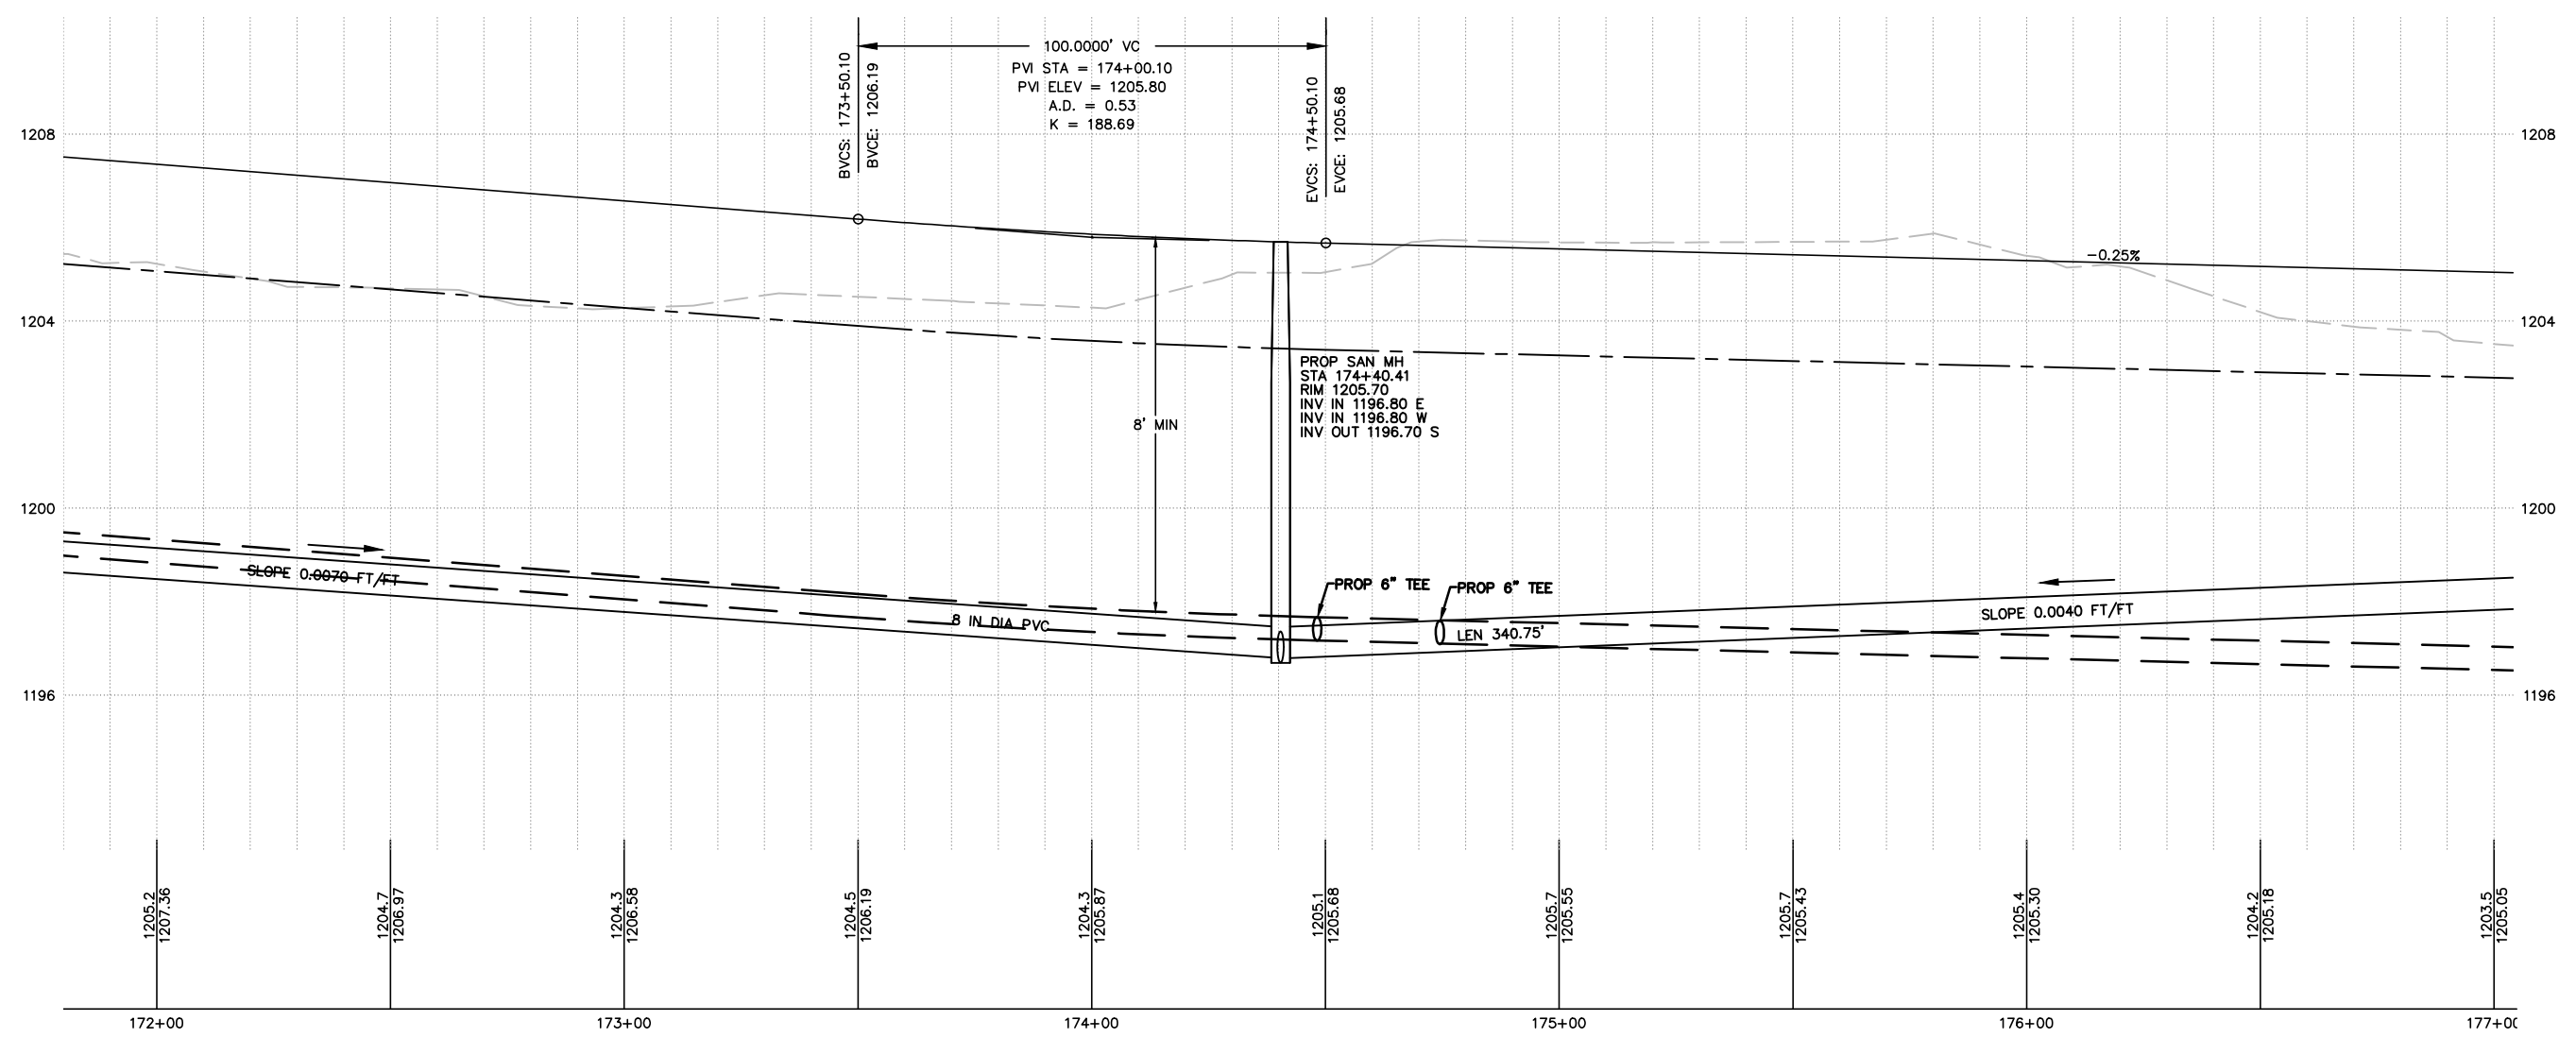 100.0000' VC
PVI STA = 174+00.10
PVI ELEV = 1205.80
A.D. = 0.53
K = 188.69
BVCS: 173+50.10
BVCE: 1206.19
EVCS: 174+50.10
EVCE: 1205.68
1208
1208
-0.25%
1204
1204
PROP SAN MH
STA 174+40.41
RIM 1205.70
INV IN 1196.80 E
INV IN 1196.80 W
INV OUT 1196.70 S
8' MIN
1200
1200
SLOPE 0.0070 FT/FT
PROP 6" TEE
PROP 6" TEE
8 IN DIA PVC
LEN 340.75'
SLOPE 0.0040 FT/FT
1196
1196
1205.2
1207.36
1204.7
1206.97
1204.3
1206.58
1204.5
1206.19
1204.3
1205.87
1205.1
1205.68
1205.7
1205.55
1205.7
1205.43
1205.4
1205.30
1204.2
1205.18
1203.5
1205.05
172+00
173+00
174+00
175+00
176+00
177+0